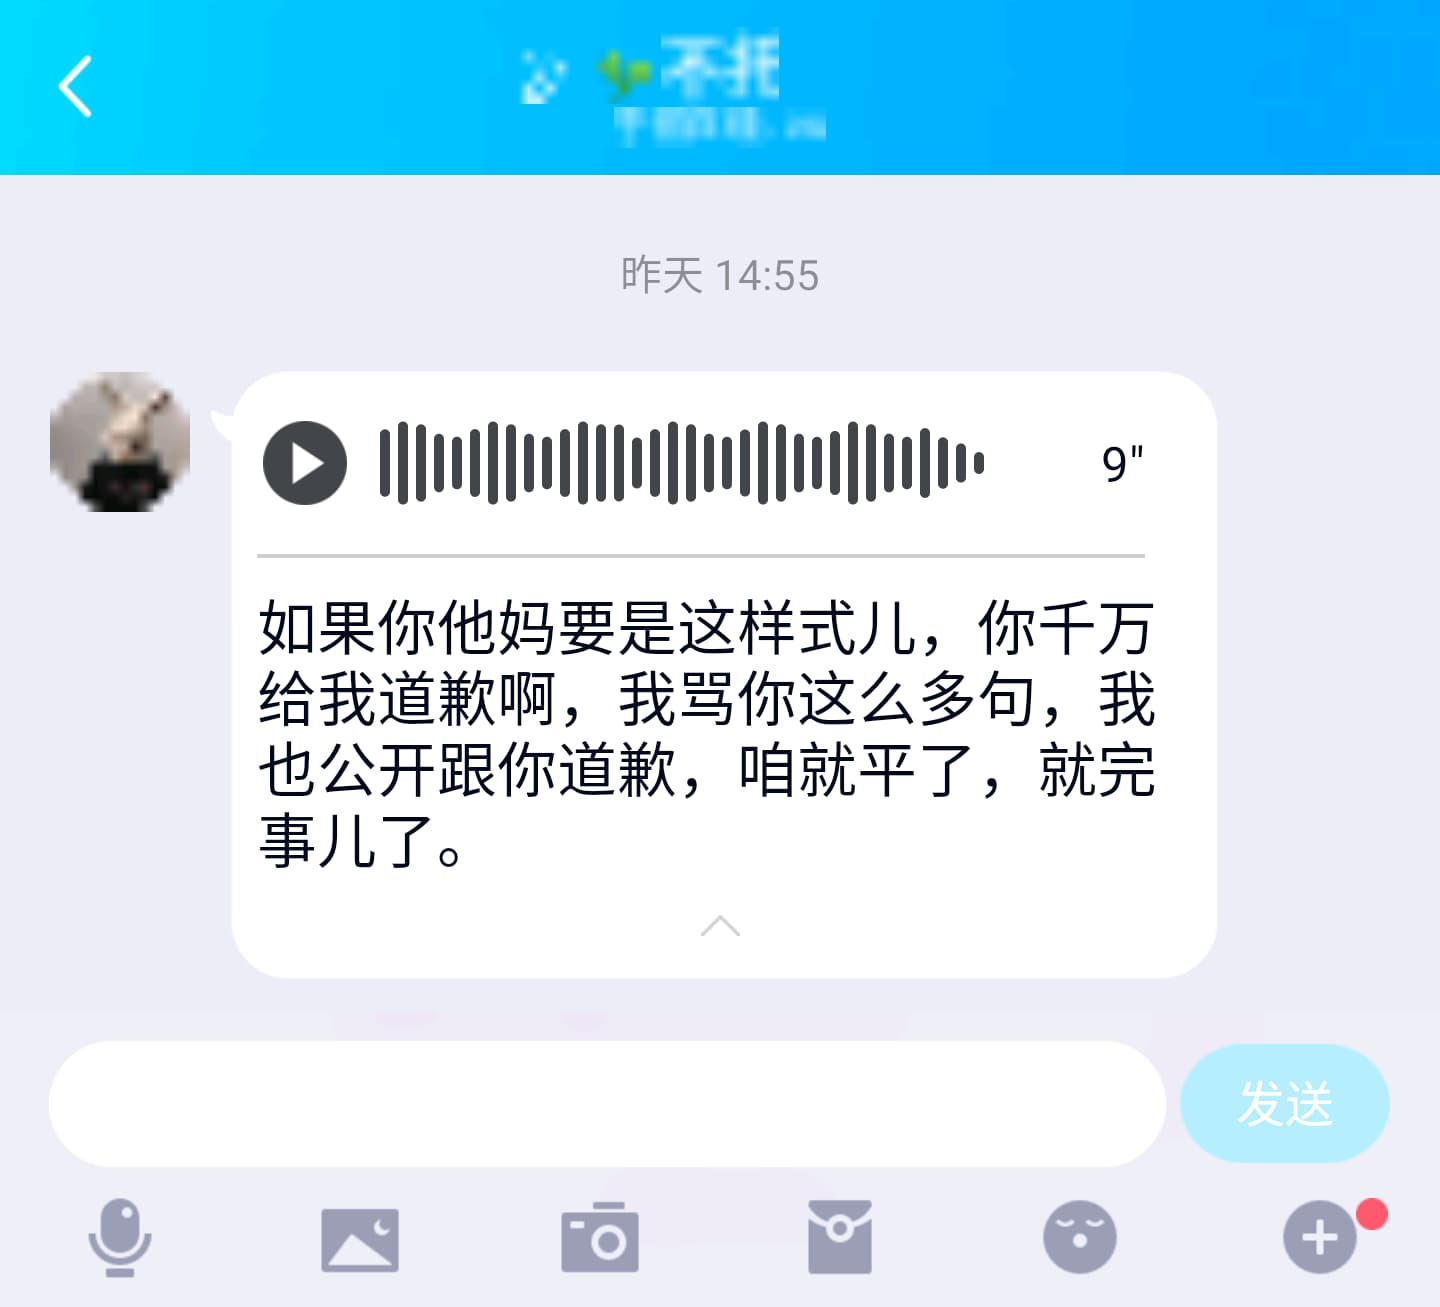 昨天 14:55
9"
如果你他妈要是这样式儿，你千万
给我道歉啊，我骂你这么多句，我
也公开跟你道歉，咱就平了，就完
事儿了。
发送